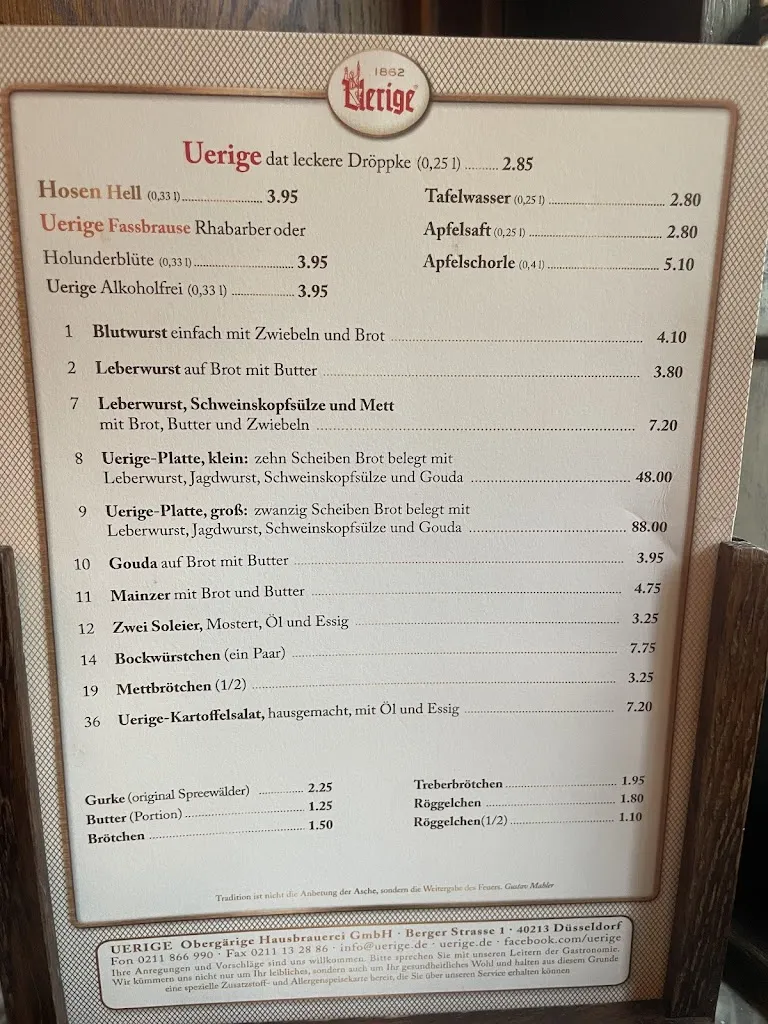 1862
Uerige
Uerige dat leckere Dröppke (0,25 l) ......... 2.85
Hosen Hell (0,33 l) ..................... 3.95
Uerige Fassbrause Rhabarber oder
Holunderblüte (0,33 l) ......................... 3.95
Uerige Alkoholfrei (0,33 l) ................ 3.95
Tafelwasser (0,25 l) ............................. 2.80
Apfelsaft (0,25 l) .................................. 2.80
Apfelschorle (0,4 l) ............................. 5.10
1 Blutwurst einfach mit Zwiebeln und Brot ........................ 4.10
2 Leberwurst auf Brot mit Butter ........................ 3.80
7 Leberwurst, Schweinskopfsülze und Mett
mit Brot, Butter und Zwiebeln ........................ 7.20
8 Uerige-Platte, klein: zehn Scheiben Brot belegt mit
Leberwurst, Jagdwurst, Schweinskopfsülze und Gouda ........................ 48.00
9 Uerige-Platte, groß: zwanzig Scheiben Brot belegt mit
Leberwurst, Jagdwurst, Schweinskopfsülze und Gouda ........................ 88.00
10 Gouda auf Brot mit Butter ........................ 3.95
11 Mainzer mit Brot und Butter ........................ 4.75
12 Zwei Soleier, Mostert, Öl und Essig ........................ 3.25
14 Bockwürstchen (ein Paar) ........................ 7.75
19 Mettbrötchen (1/2) ........................ 3.25
36 Uerige-Kartoffelsalat, hausgemacht, mit Öl und Essig ........................ 7.20
Gurke (original Spreewälder) ............ 2.25
Butter (Portion) ............................... 1.25
Brötchen ......................................... 1.50
Treberbrötchen .............................. 1.95
Röggelchen .................................... 1.80
Röggelchen(1/2) ............................. 1.10
Tradition ist nicht die Anbetung der Asche, sondern die Weitergabe des Feuers. Gustav Mahler
UERIGE Obergärige Hausbrauerei GmbH · Berger Strasse 1 · 40213 Düsseldorf
Fon 0211 866 990 · Fax 0211 13 28 86 · info@uerige.de · uerige.de · facebook.com/uerige
Ihre Anregungen und Vorschläge sind uns willkommen. Bitte sprechen Sie mit unseren Leitern der Gastronomie.
Wir kümmern uns nicht nur um Ihr leibliches, sondern auch um Ihr gesundheitliches Wohl und halten aus diesem Grunde
eine spezielle Zusatzstoff- und Allergenspeisekarte bereit, die Sie über unseren Service erhalten können